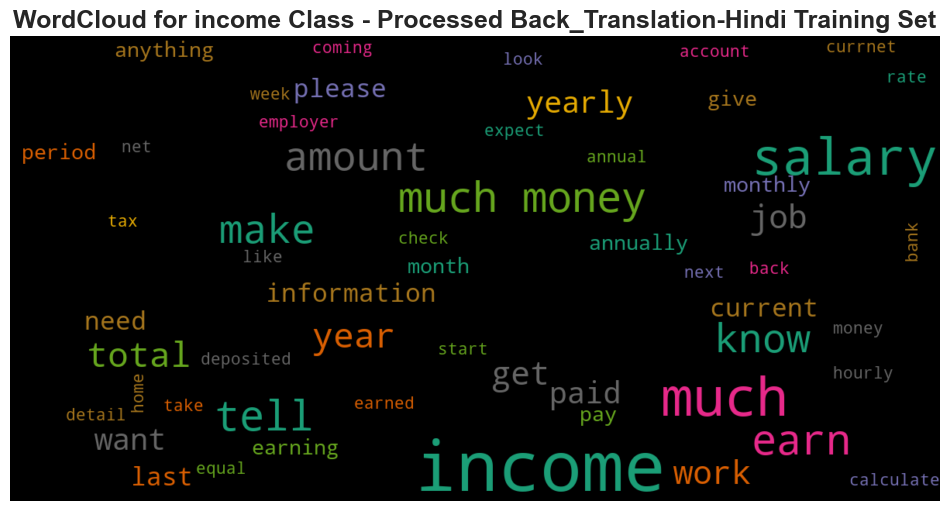 WordCloud for income Class - Processed Back_Translation-Hindi Training Set
anything
coming
look
account
currnet
rate
week
please
yearly
give
employer
expect
period
net
amount
annual
salary
monthly
much money
job
tax
make
check
annually
bank
like
month
next
back
information
current
need
year
know
money
total
deposited
start
get
hourly
home
paid
much
detail
take
tell
earned
pay
want
earning
earn
last
equal
income
work
calculate